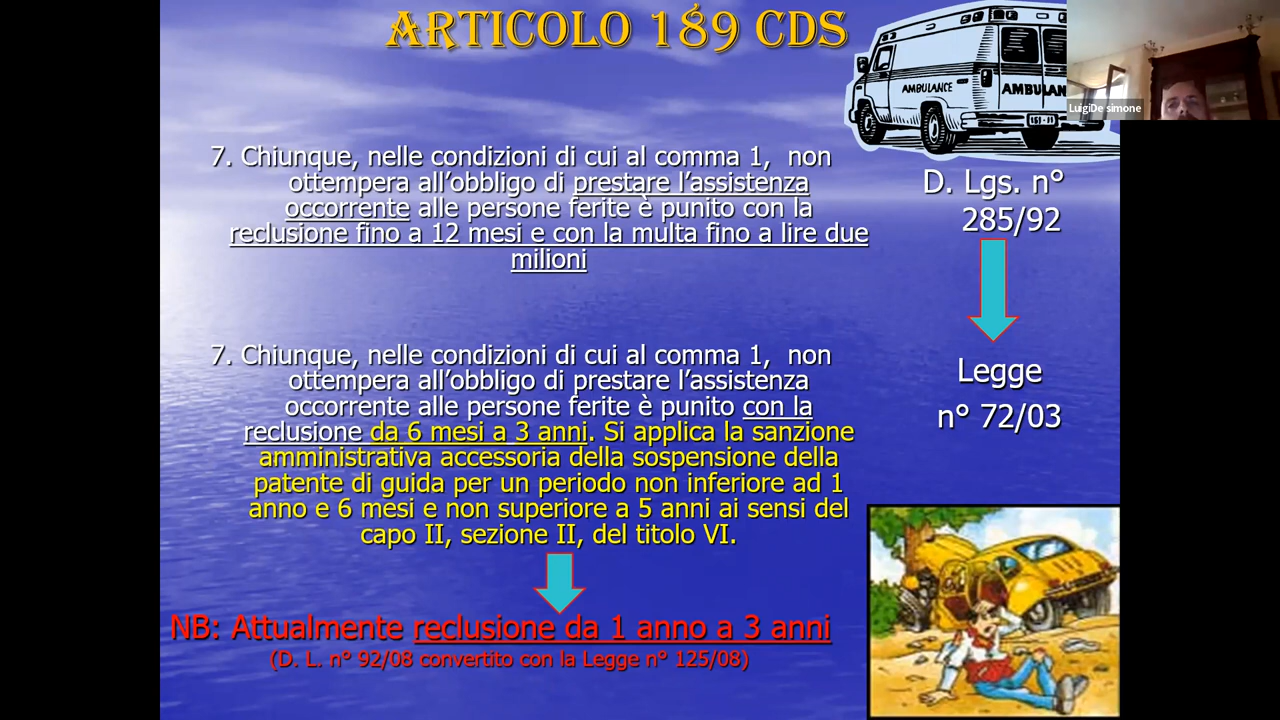 ARTICOLO 189 CDS
AMBULANCE
AMBULAN
LuigiDe simone
7. Chiunque, nelle condizioni di cui al comma 1, non
ottempera all’obbligo di prestare l’assistenza
occorrente alle persone ferite è punito con la
reclusione fino a 12 mesi e con la multa fino a lire due
milioni
D. Lgs. n°
285/92
7. Chiunque, nelle condizioni di cui al comma 1, non
ottempera all’obbligo di prestare l’assistenza
occorrente alle persone ferite è punito con la
reclusione da 6 mesi a 3 anni. Si applica la sanzione
amministrativa accessoria della sospensione della
patente di guida per un periodo non inferiore ad 1
anno e 6 mesi e non superiore a 5 anni ai sensi del
capo II, sezione II, del titolo VI.
Legge
n° 72/03
NB: Attualmente reclusione da 1 anno a 3 anni
(D. L. n° 92/08 convertito con la Legge n° 125/08)